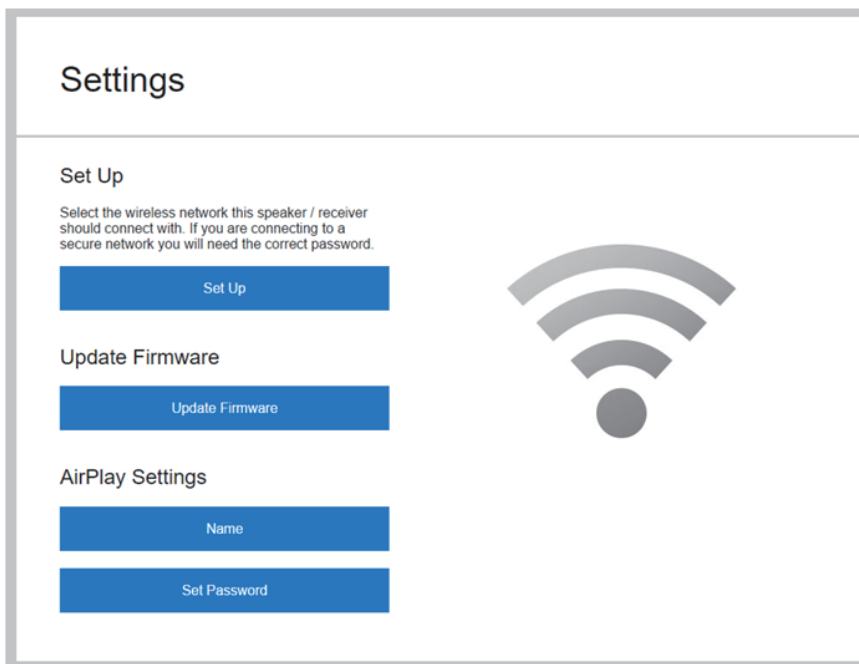 Settings
Set Up
Select the wireless network this speaker / receiver
should connect with. If you are connecting to a
secure network you will need the correct password.
Set Up
Update Firmware
Update Firmware
AirPlay Settings
Name
Set Password